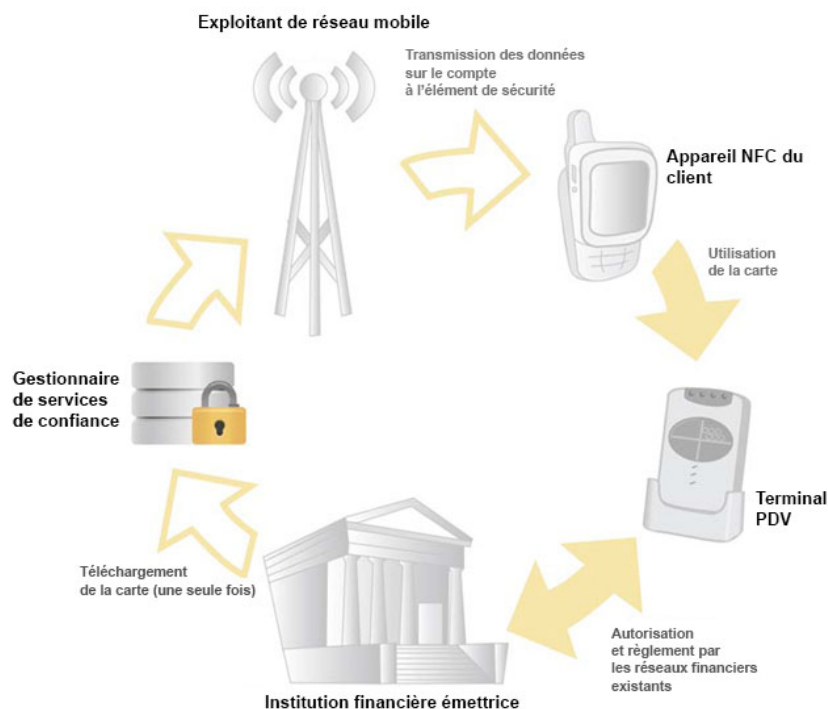 Exploitant de réseau mobile
Transmission des données
sur le compte
à l'élément de sécurité
Appareil NFC du
client
Utilisation
de la carte
Gestionnaire
de services
de confiance
Terminal
PDV
Téléchargement
de la carte (une seule fois)
Autorisation
et règlement par
les réseaux financiers
existants
Institution financière émettrice